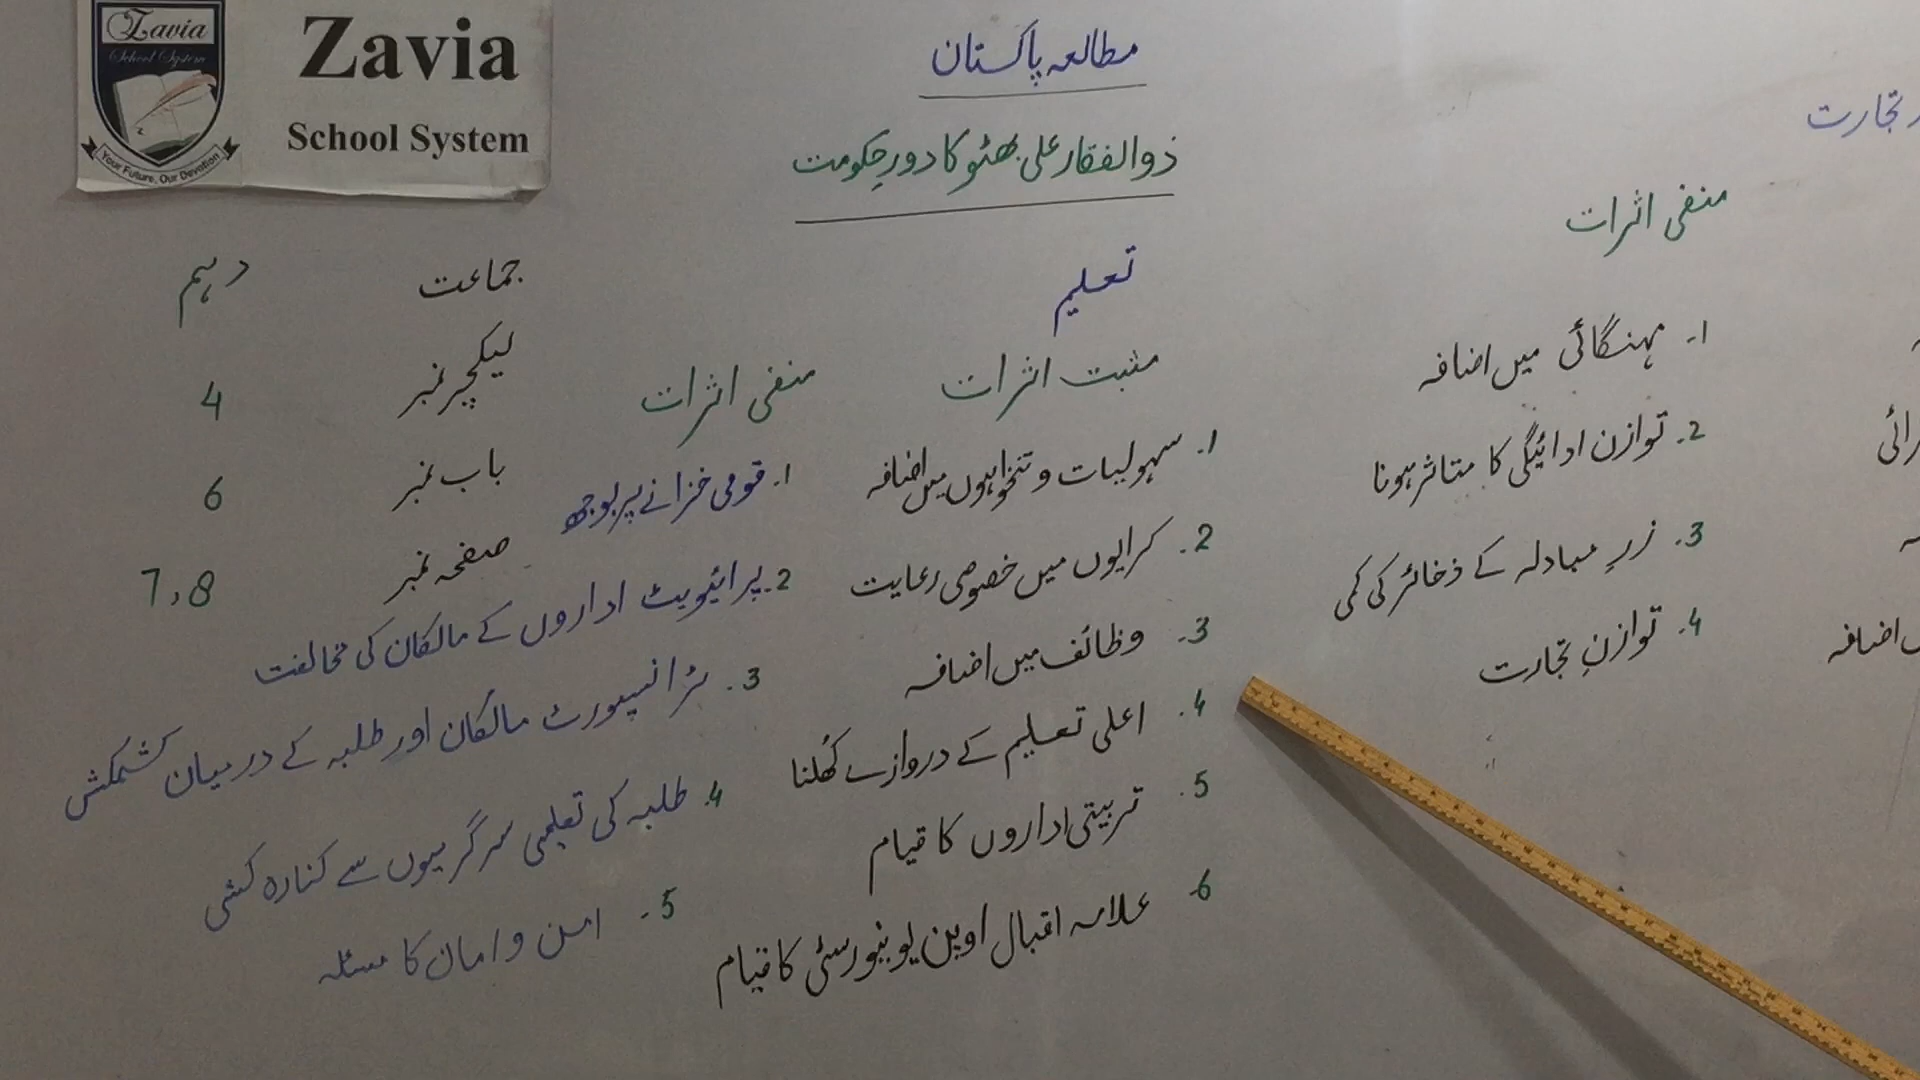 Zavia
School System
Your Future, Our Devotion
Zavia
School System
مطالعہ پاکستان
ذوالفقار علی بھٹو کا دورِ حکومت
تجارت
منفی اثرات
1۔ مہنگائی میں اضافہ
2۔ توازن ادائیگی کا متاثر ہونا
3۔ زرِ مبادلہ کے ذخائر کی کمی
4۔ توازنِ تجارت
اضافہ
تعلیم
مثبت اثرات
1۔ سہولیات و تنخواہوں میں اضافہ
2۔ کرایوں میں خصوصی رعایت
3۔ وظائف میں اضافہ
4۔ اعلی تعلیم کے دروازے کُھلنا
5۔ تربیتی اداروں کا قیام
6۔ علامہ اقبال اوپن یونیورسٹی کا قیام
منفی اثرات
1۔ قومی خزانے پر بوجھ
2۔ پرائیویٹ اداروں کے مالکان کی مخالفت
3۔ ٹرانسپورٹ مالکان اور طلبہ کے درمیان کشمکش
4۔ طلبہ کی تعلیمی سرگرمیوں سے کنارہ کشی
5۔ امن و امان کا مسئلہ
جماعت دہم
لیکچر نمبر 4
باب نمبر 6
صفحہ نمبر 7,8